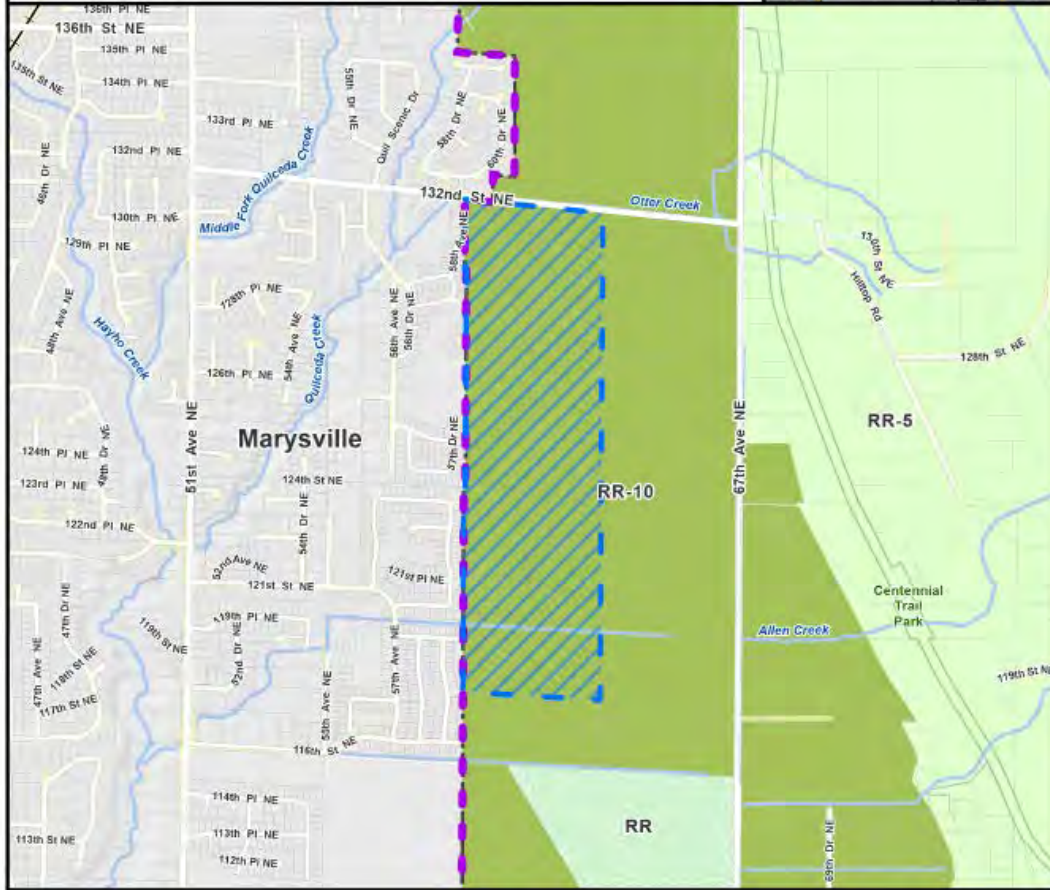 136th Pl NE
136th St NE
135th Pl NE
135th St NE
134th Pl NE
55th Dr NE
Quil Scenic Dr
58th Dr NE
60th Dr NE
133rd Pl NE
132nd Pl NE
Middle Fork Quilceda Creek
132nd St NE
Otter Creek
130th Pl NE
58th Ave NE
129th Pl NE
130th St NE
Hilltop Rd
128th Pl NE
48th Ave NE
Hayho Creek
54th Ave NE
Quilceda Creek
56th Ave NE
56th Dr NE
128th St NE
126th Pl NE
51st Ave NE
67th Ave NE
RR-5
Marysville
57th Dr NE
124th Pl NE
49th Dr NE
123rd Pl NE
124th St NE
RR-10
122nd Pl NE
54th Dr NE
52nd Ave NE
121st St NE
121st Pl NE
Centennial
Trail
Park
47th Dr NE
119th Pl NE
119th St NE
Allen Creek
47th Ave NE
118th St NE
52nd Dr NE
57th Ave NE
119th St NE
117th St NE
55th Ave NE
116th St NE
114th Pl NE
113th St NE
113th Pl NE
RR
69th Dr NE
112th Pl NE